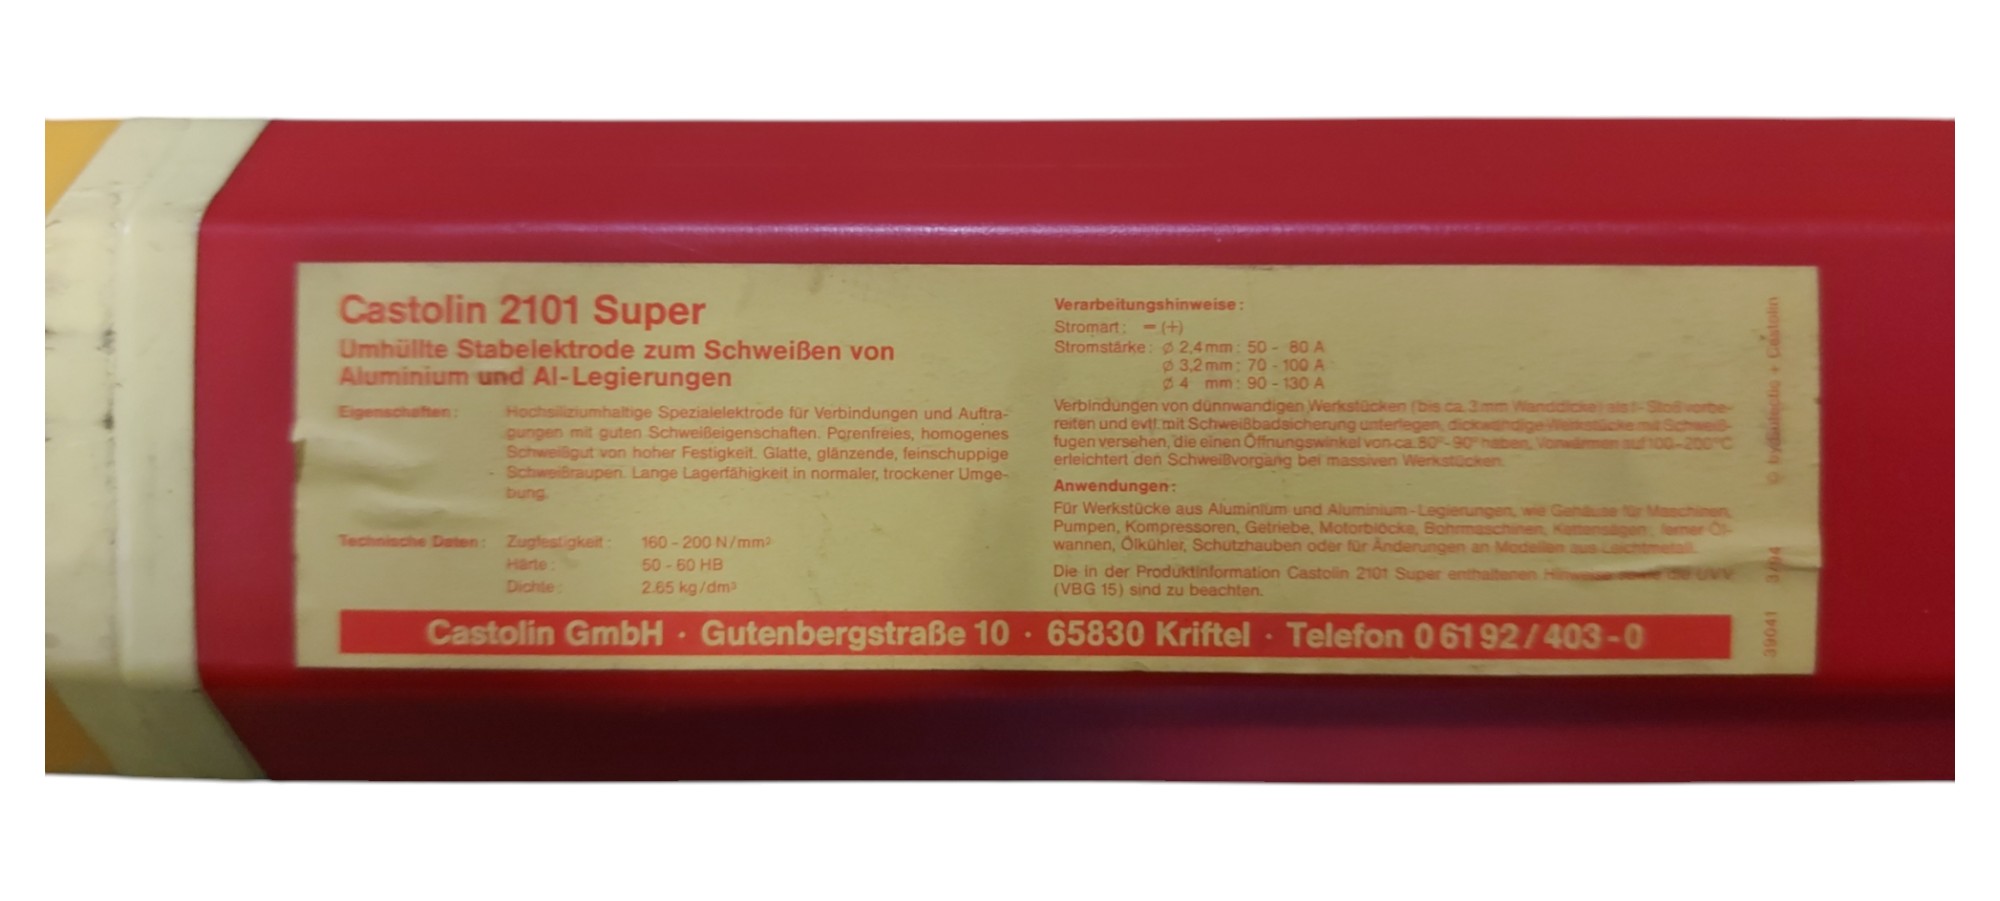 Castolin 2101 Super
Umhüllte Stabelektrode zum Schweißen von
Aluminium und Al-Legierungen
Eigenschaften: Hochsiliziumhaltige Spezialelektrode für Verbindungen und Auftra-
gungen mit guten Schweißeigenschaften. Porenfreies, homogenes
Schweißgut von hoher Festigkeit. Glatte, glänzende, feinschuppige
Schweißraupen. Lange Lagerfähigkeit in normaler, trockener Umge-
bung.
Technische Daten: Zugfestigkeit: 160 - 200 N/mm²
Härte: 50 - 60 HB
Dichte: 2.65 kg/dm³
Verarbeitungshinweise:
Stromart: = (+)
Stromstärke: ø 2,4 mm: 50 - 80 A
ø 3,2 mm: 70 - 100 A
ø 4 mm: 90 - 130 A
Verbindungen von dünnwandigen Werkstücken (bis ca. 3 mm Wanddicke) als I-Stoß vorbe-
reiten und evtl. mit Schweißbadsicherung unterlegen, dickwandige Werkstücke mit Schweiß-
fugen versehen, die einen Öffnungswinkel von ca. - 90° haben. Vorwärmen auf 100-200°C
erleichtert den Schweißvorgang bei massiven Werkstücken.
Anwendungen:
Für Werkstücke aus Aluminium und Aluminium-Legierungen, wie Gehäuse für Maschinen,
Pumpen, Kompressoren, Getriebe, Motorblöcke, Bohrmaschinen, Kettensägen, ferner Öl-
wannen, Ölkühler, Schutzhauben oder für Änderungen an Modellen aus Leichtmetall.
Die in der Produktinformation Castolin 2101 Super enthaltenen Hinweise sowie die UVV
(VBG 15) sind zu beachten.
Castolin GmbH · Gutenbergstraße 10 · 65830 Kriftel · Telefon 0 61 92 / 403 - 0
39041 + Castolin